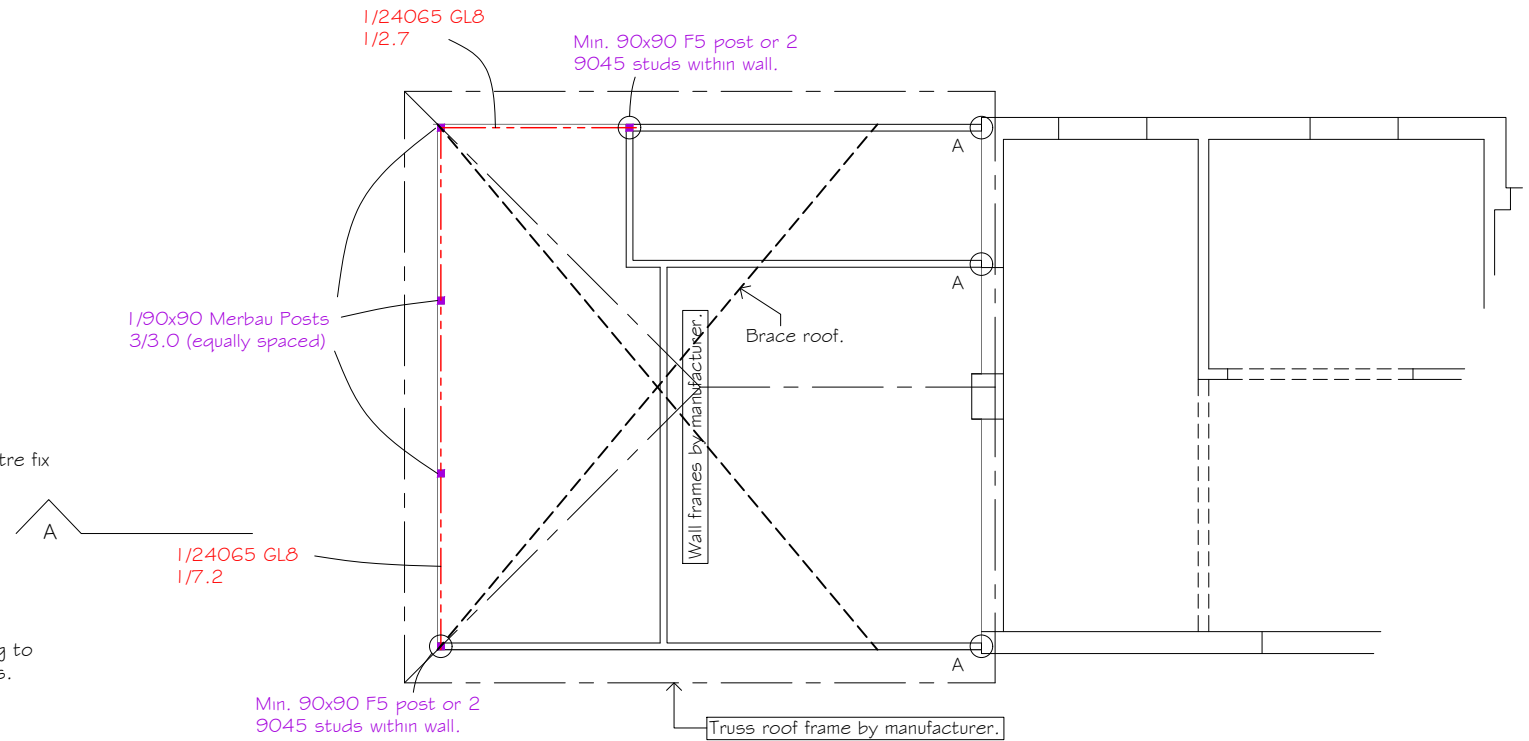 1/24065 GL8
1/2.7
Min. 90x90 F5 post or 2
9045 studs within wall.
A
A
1/90x90 Merbau Posts
3/3.0 (equally spaced)
Brace roof.
Wall frames by manufacturer.
tre fix
A
1/24065 GL8
1/7.2
g to
s.
A
Min. 90x90 F5 post or 2
9045 studs within wall.
Truss roof frame by manufacturer.